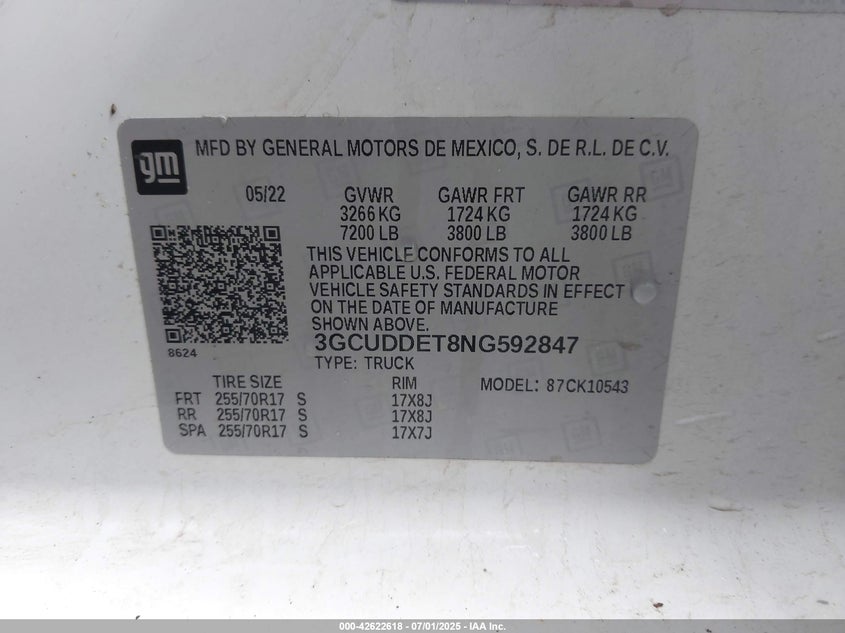 gm
MFD BY GENERAL MOTORS DE MEXICO, S. DE R.L. DE C.V.
05/22 GVWR GAWR FRT GAWR RR
3266 KG 1724 KG 1724 KG
7200 LB 3800 LB 3800 LB
THIS VEHICLE CONFORMS TO ALL
APPLICABLE U.S. FEDERAL MOTOR
VEHICLE SAFETY STANDARDS IN EFFECT
ON THE DATE OF MANUFACTURE
SHOWN ABOVE.
3GCUDDET8NG592847
8624
TYPE: TRUCK
TIRE SIZE RIM MODEL: 87CK10543
FRT 255/70R17 S 17X8J
RR 255/70R17 S 17X8J
SPA 255/70R17 S 17X7J
000-42622618 - 07/01/2025 - IAA Inc.